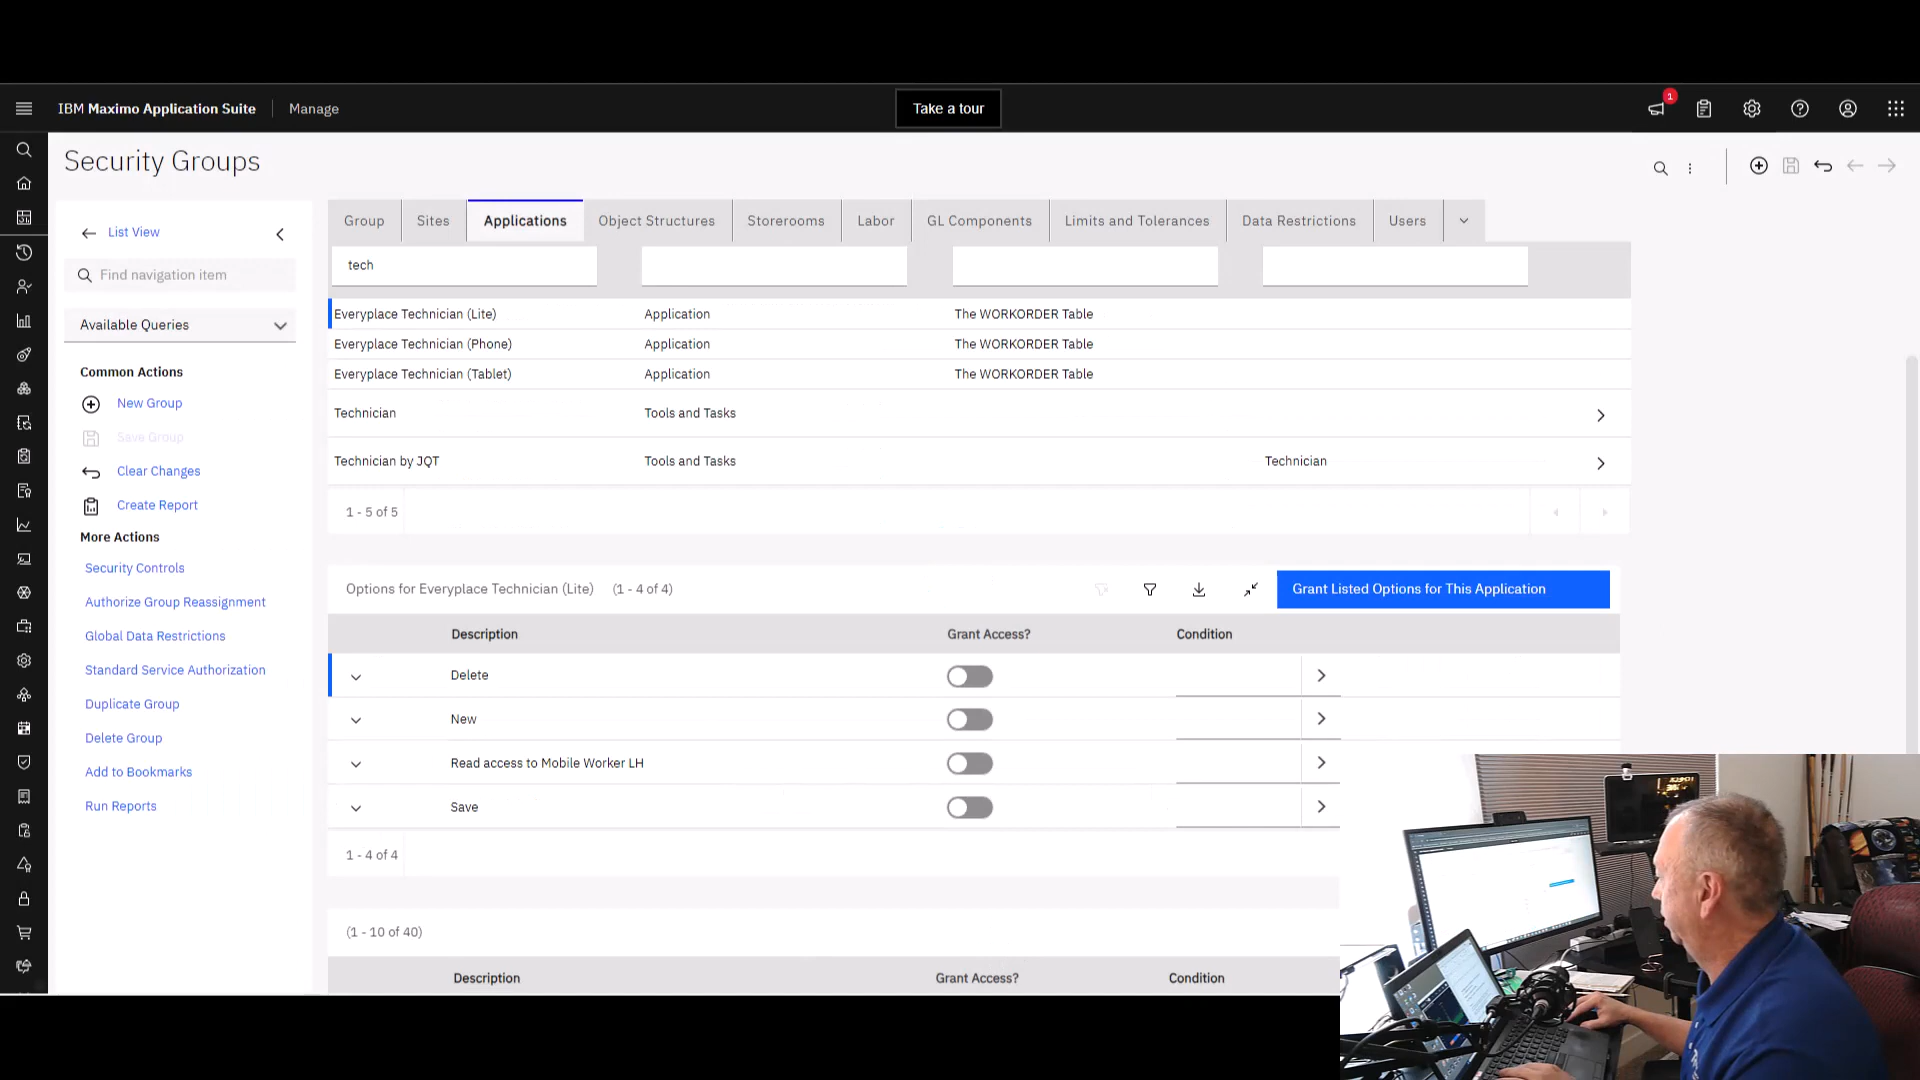 IBM Maximo Application Suite
Manage
Take a tour
1
Security Groups
List View
Find navigation item
Available Queries
Common Actions
New Group
Save Group
Clear Changes
Create Report
More Actions
Security Controls
Authorize Group Reassignment
Global Data Restrictions
Standard Service Authorization
Duplicate Group
Delete Group
Add to Bookmarks
Run Reports
Group Sites Applications Object Structures Storerooms Labor GL Components Limits and Tolerances Data Restrictions Users
tech
Everyplace Technician (Lite) Application The WORKORDER Table
Everyplace Technician (Phone) Application The WORKORDER Table
Everyplace Technician (Tablet) Application The WORKORDER Table
Technician Tools and Tasks
Technician by JQT Tools and Tasks Technician
1 - 5 of 5
Options for Everyplace Technician (Lite) (1 - 4 of 4)
Grant Listed Options for This Application
Description Grant Access? Condition
Delete
New
Read access to Mobile Worker LH
Save
1 - 4 of 4
(1 - 10 of 40)
Description Grant Access? Condition